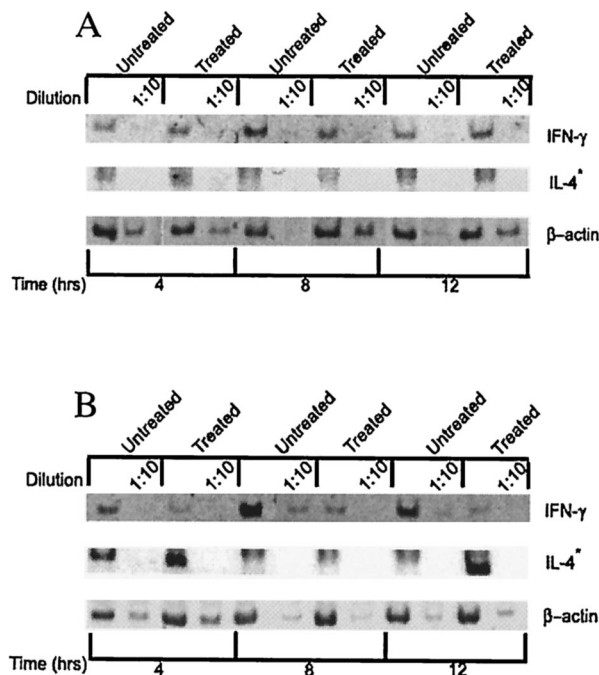 A
Untreated Treated Untreated Treated Untreated Treated
Dilution 1:10 1:10 1:10 1:10 1:10 1:10
IFN-γ
IL-4*
β-actin
Time (hrs) 4 8 12
B
Untreated Treated Untreated Treated Untreated Treated
Dilution 1:10 1:10 1:10 1:10 1:10 1:10
IFN-γ
IL-4*
β-actin
Time (hrs) 4 8 12